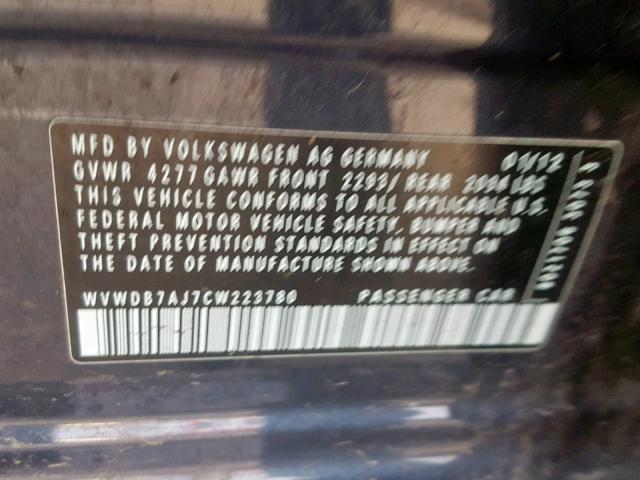 MFD BY VOLKSWAGEN AG GERMANY 01/12
GVWR 4277 GAWR FRONT 2293/ REAR LBS
THIS VEHICLE CONFORMS TO ALL APPLICABLE U.S.
FEDERAL MOTOR VEHICLE SAFETY, BUMPER AND
THEFT PREVENTION STANDARDS IN EFFECT ON
THE DATE OF MANUFACTURE SHOWN ABOVE.
WVWDB7AJ7CW223780 PASSENGER CAR